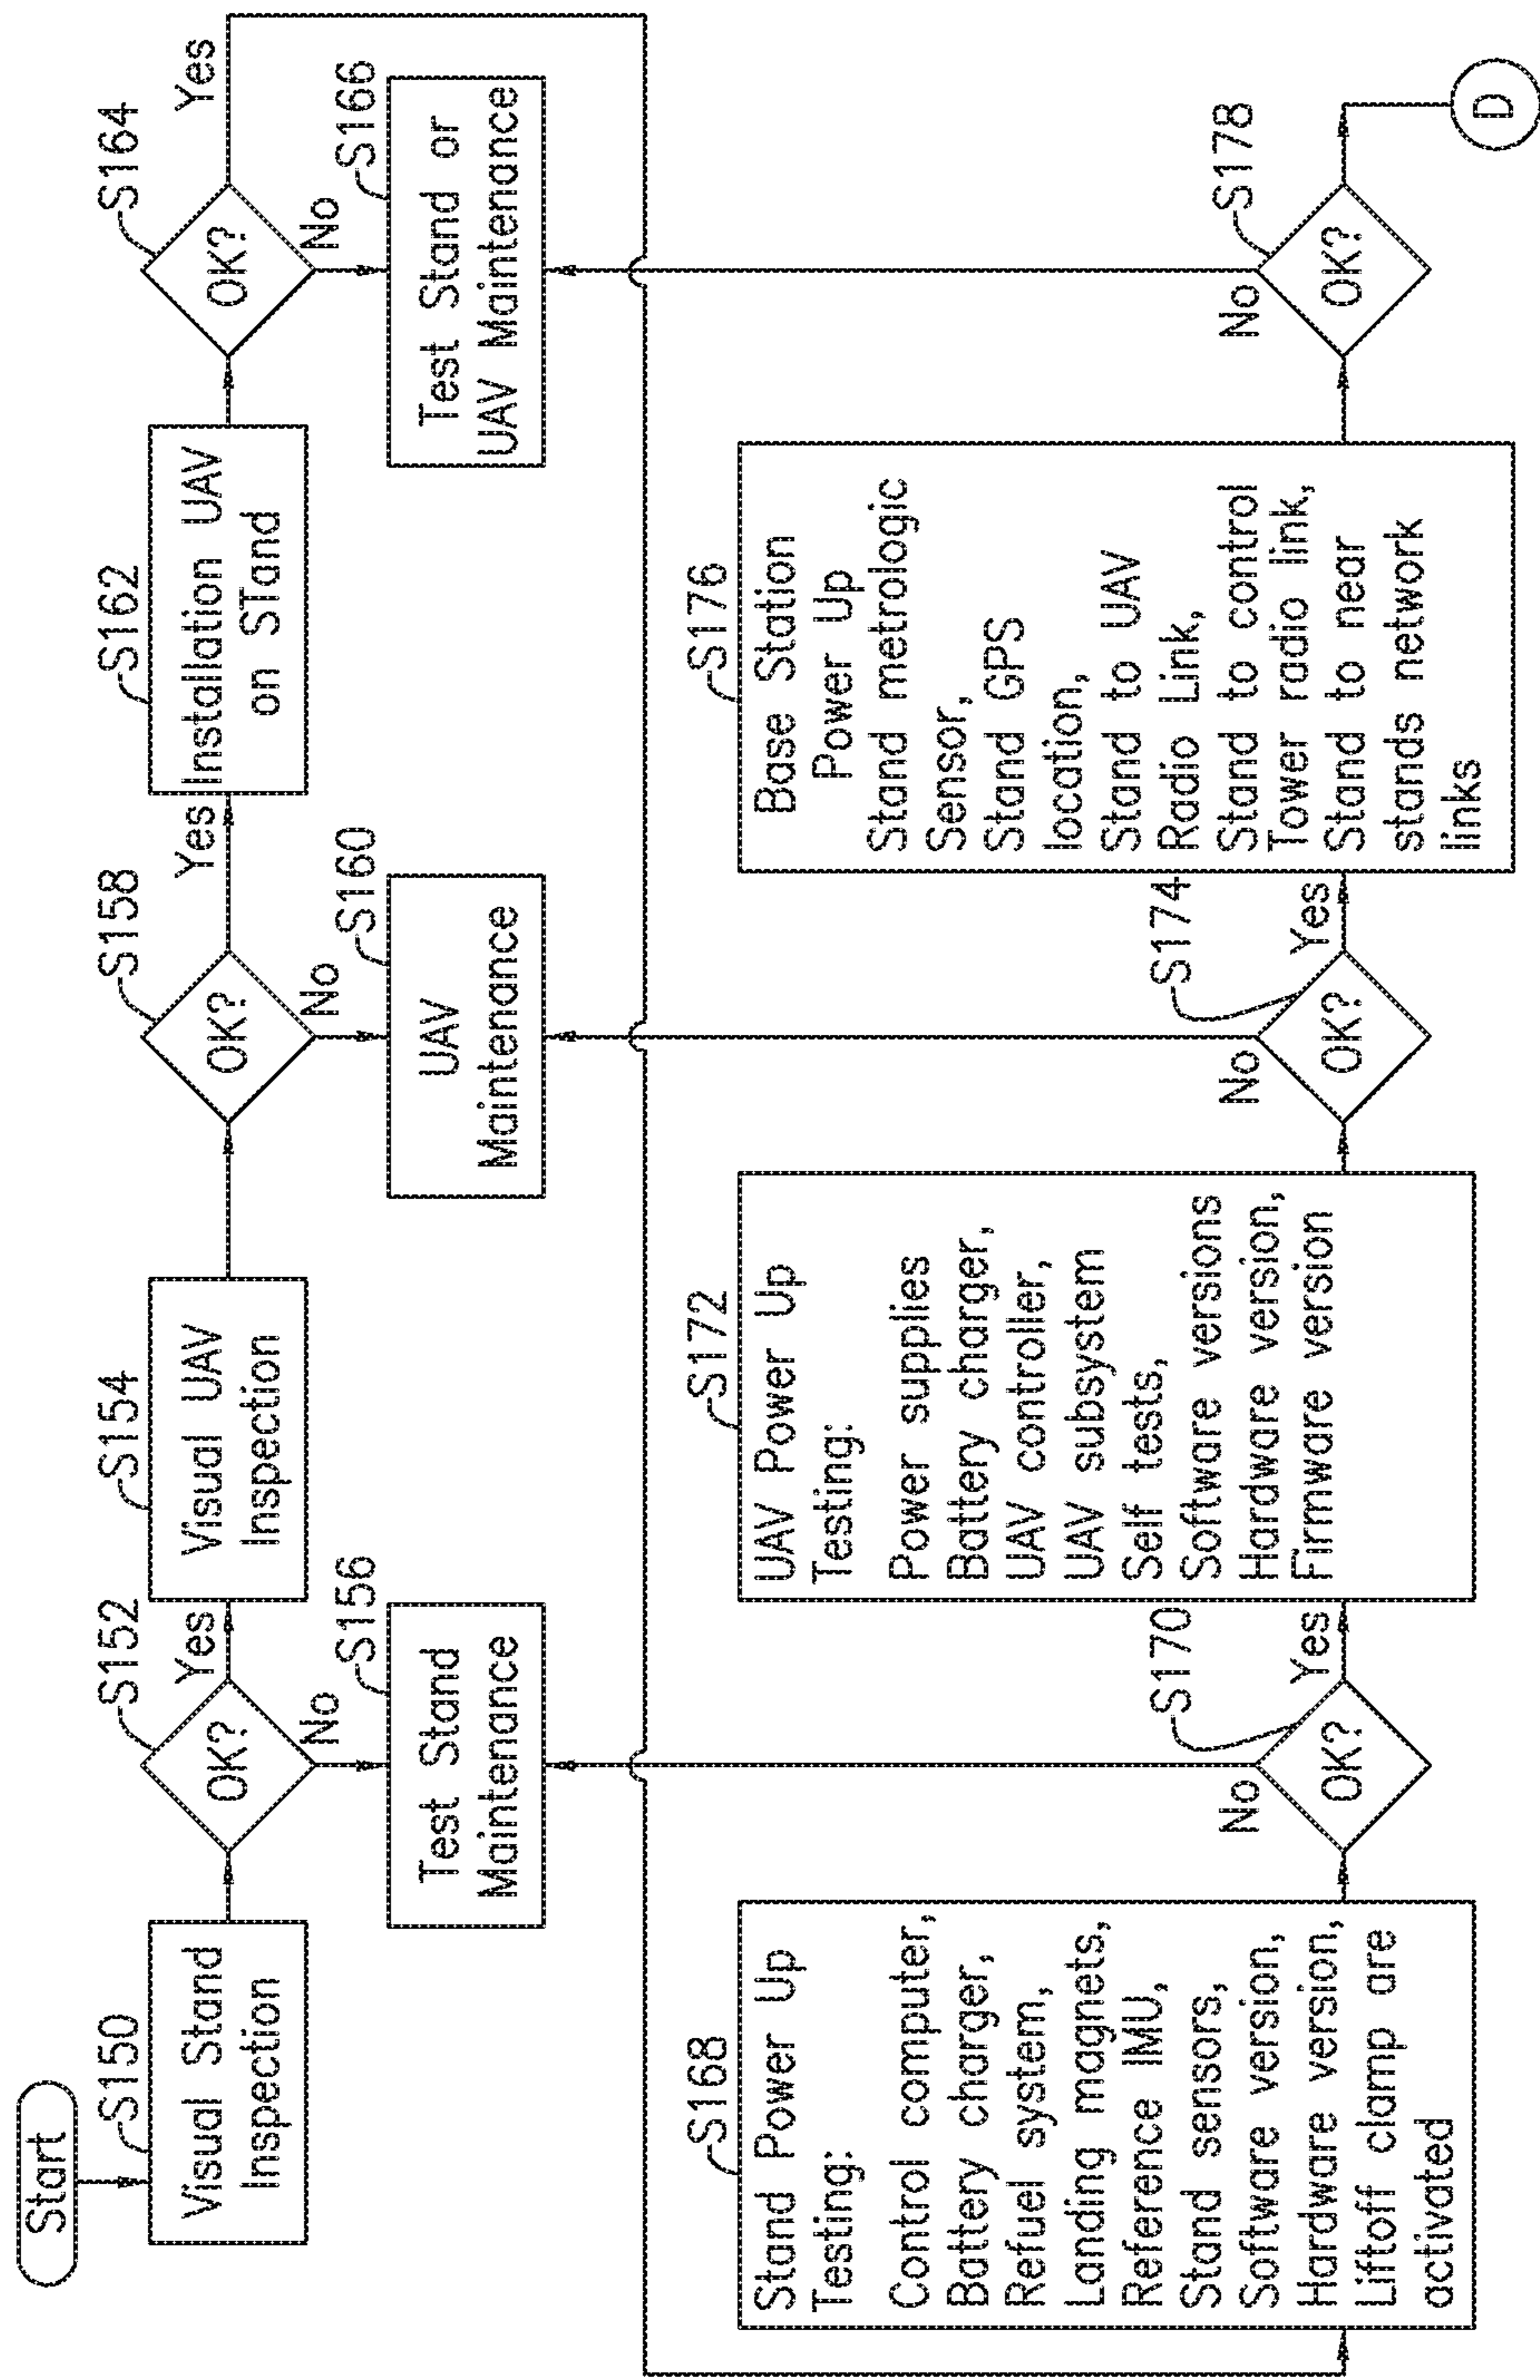 Start
S150
Visual Stand
Inspection
S152
OK?
Yes
No
S154
Visual UAV
Inspection
S156
Test Stand
Maintenance
S158
OK?
Yes
No
S160
UAV
Maintenance
S162
Installation UAV
on STand
S164
OK?
Yes
No
S166
Test Stand or
UAV Maintenance
S168
Stand Power Up
Testing:
Control computer,
Battery charger,
Refuel system,
Landing magnets,
Reference IMU,
Stand sensors,
Software version,
Hardware version,
Liftoff clamp are
activated
S170
OK?
No
Yes
S172
UAV Power Up
Testing:
Power supplies
Battery charger,
UAV controller,
UAV subsystem
Self tests,
Software versions
Hardware version,
Firmware version
S174
OK?
No
Yes
S176
Base Station
Power Up
Stand metrologic
Sensor,
Stand GPS
location,
Stand to UAV
Radio Link,
Stand to control
Tower radio link,
Stand to near
stands network
links
S178
OK?
No
D